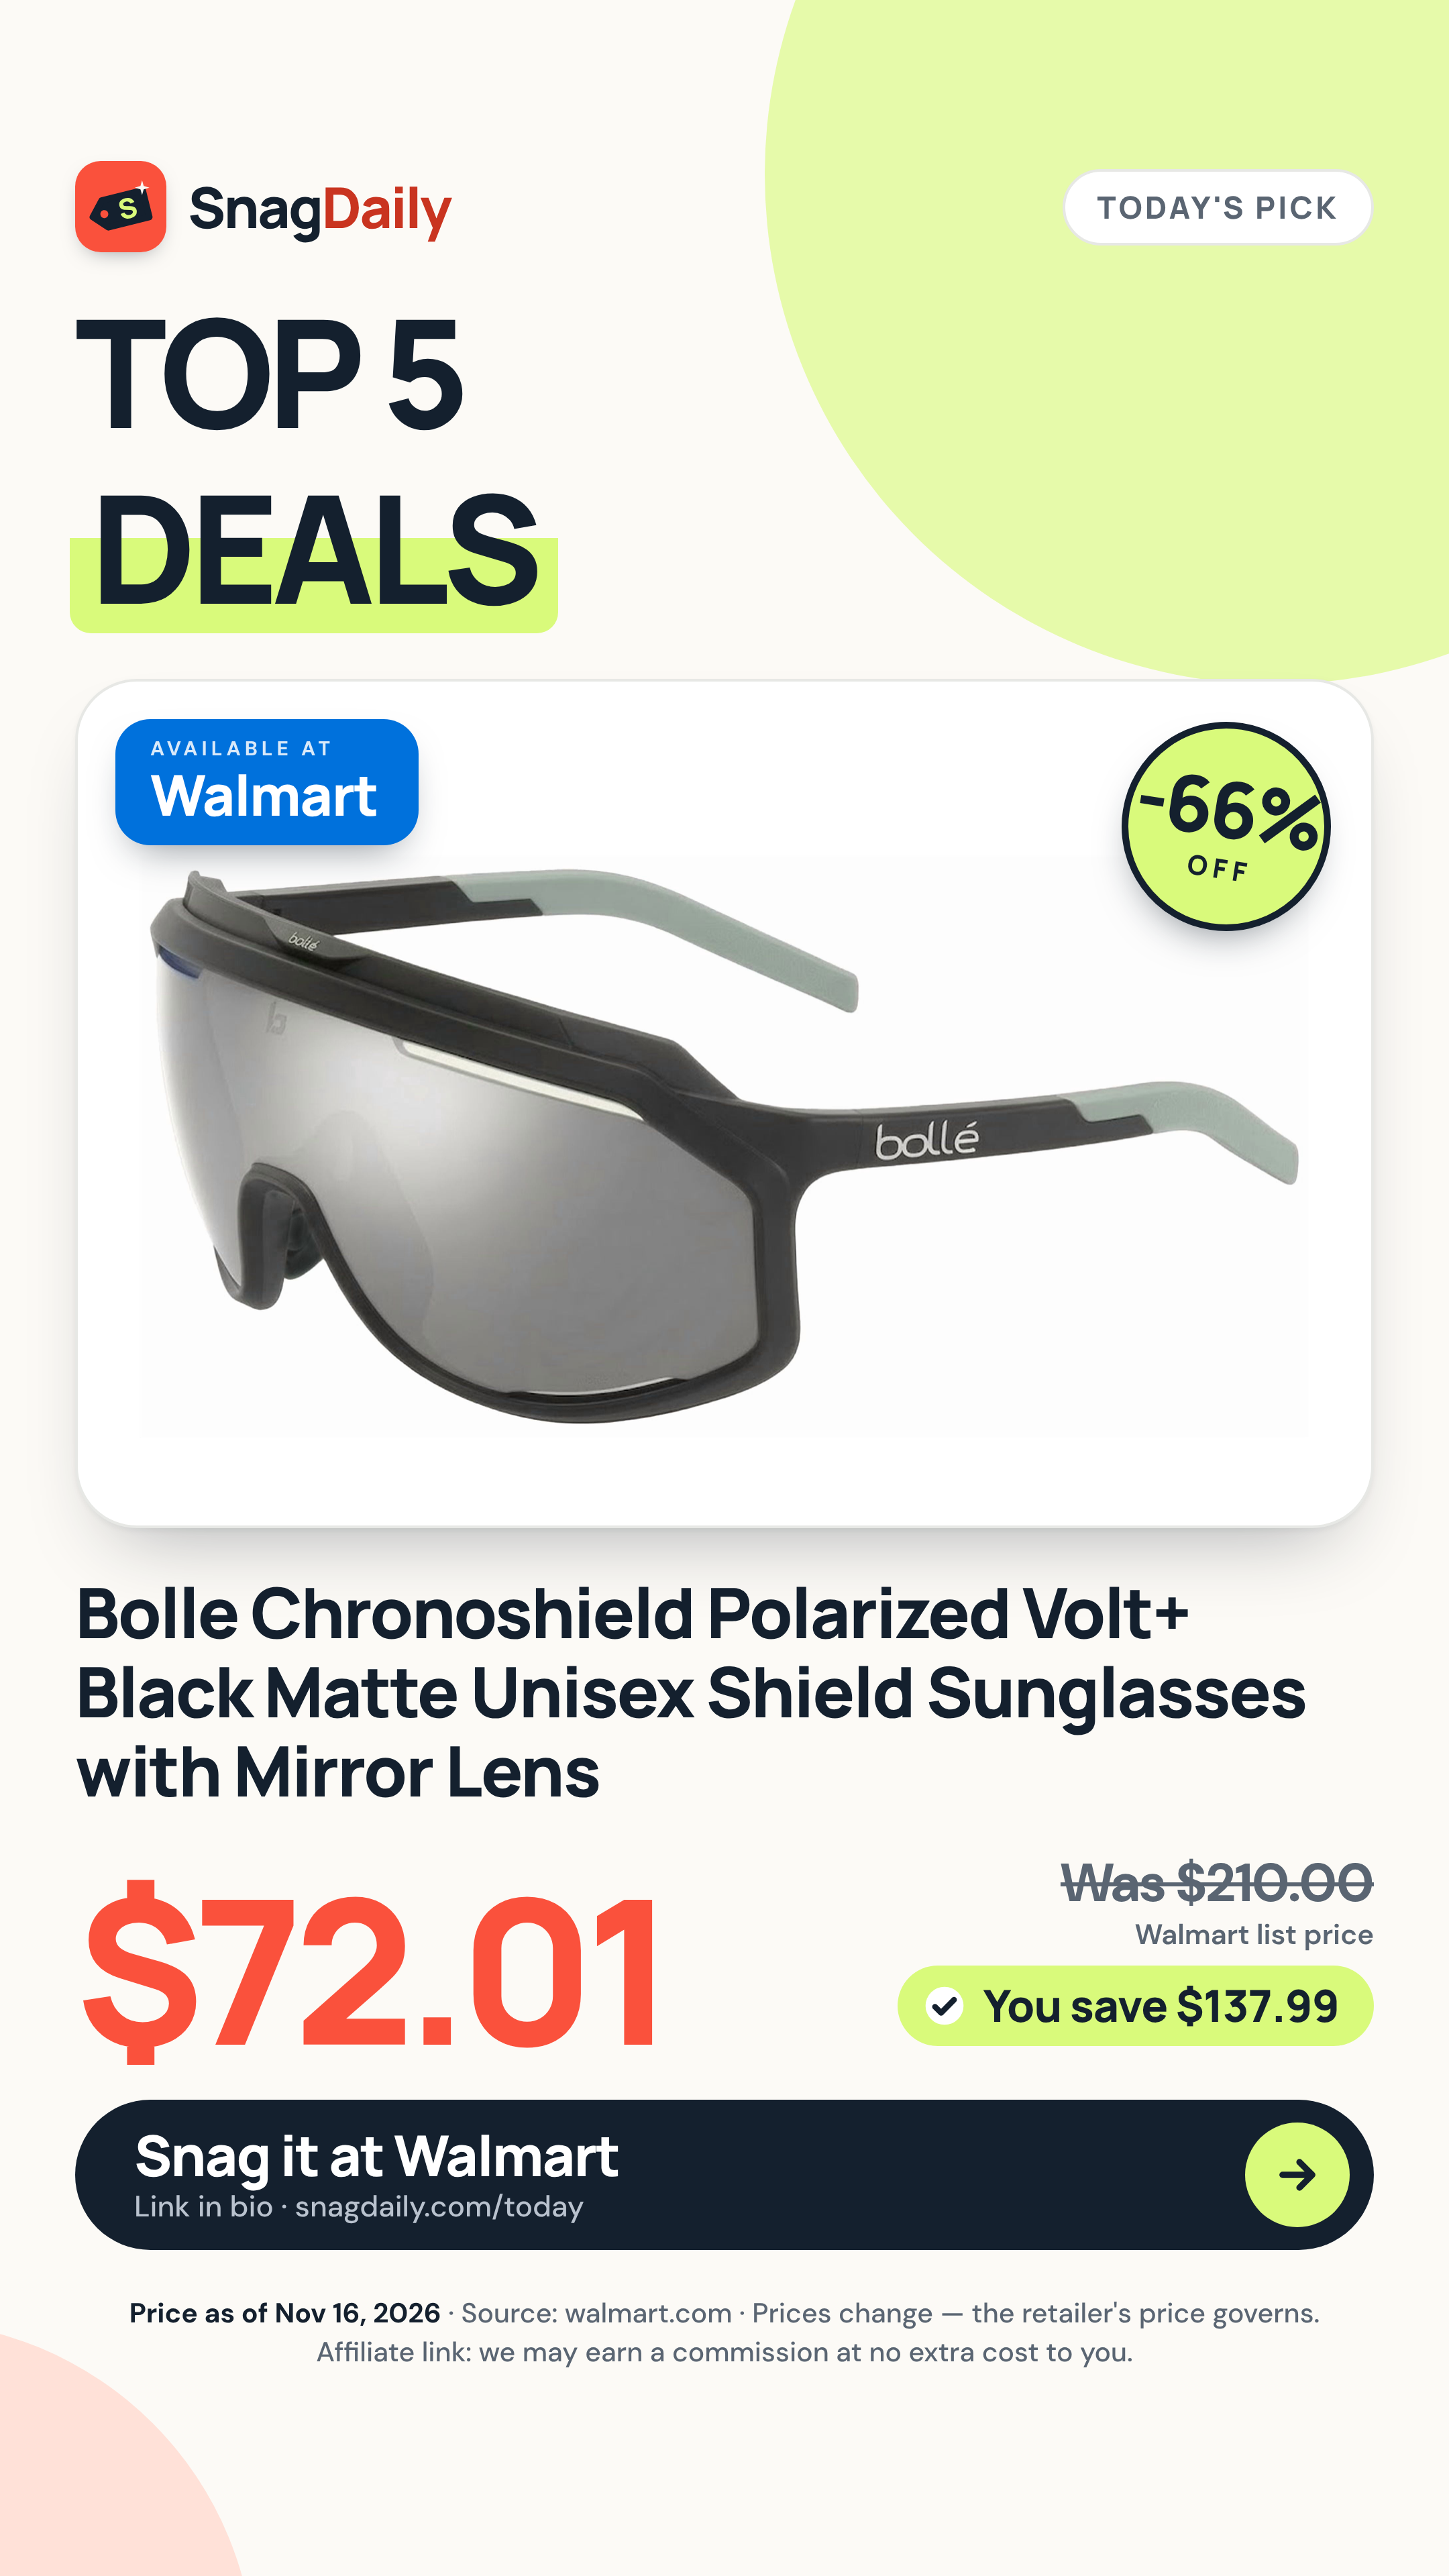 S
SnagDaily
TODAY'S PICK
TOP 5
DEALS
AVAILABLE AT
Walmart
-66%
OFF
bollé
b
bollé
Bolle Chronoshield Polarized Volt+
Black Matte Unisex Shield Sunglasses
with Mirror Lens
$72.01
Was $210.00
Walmart list price
You save $137.99
Snag it at Walmart
Link in bio · snagdaily.com/today
Price as of Nov 16, 2026 · Source: walmart.com · Prices change — the retailer's price governs.
Affiliate link: we may earn a commission at no extra cost to you.